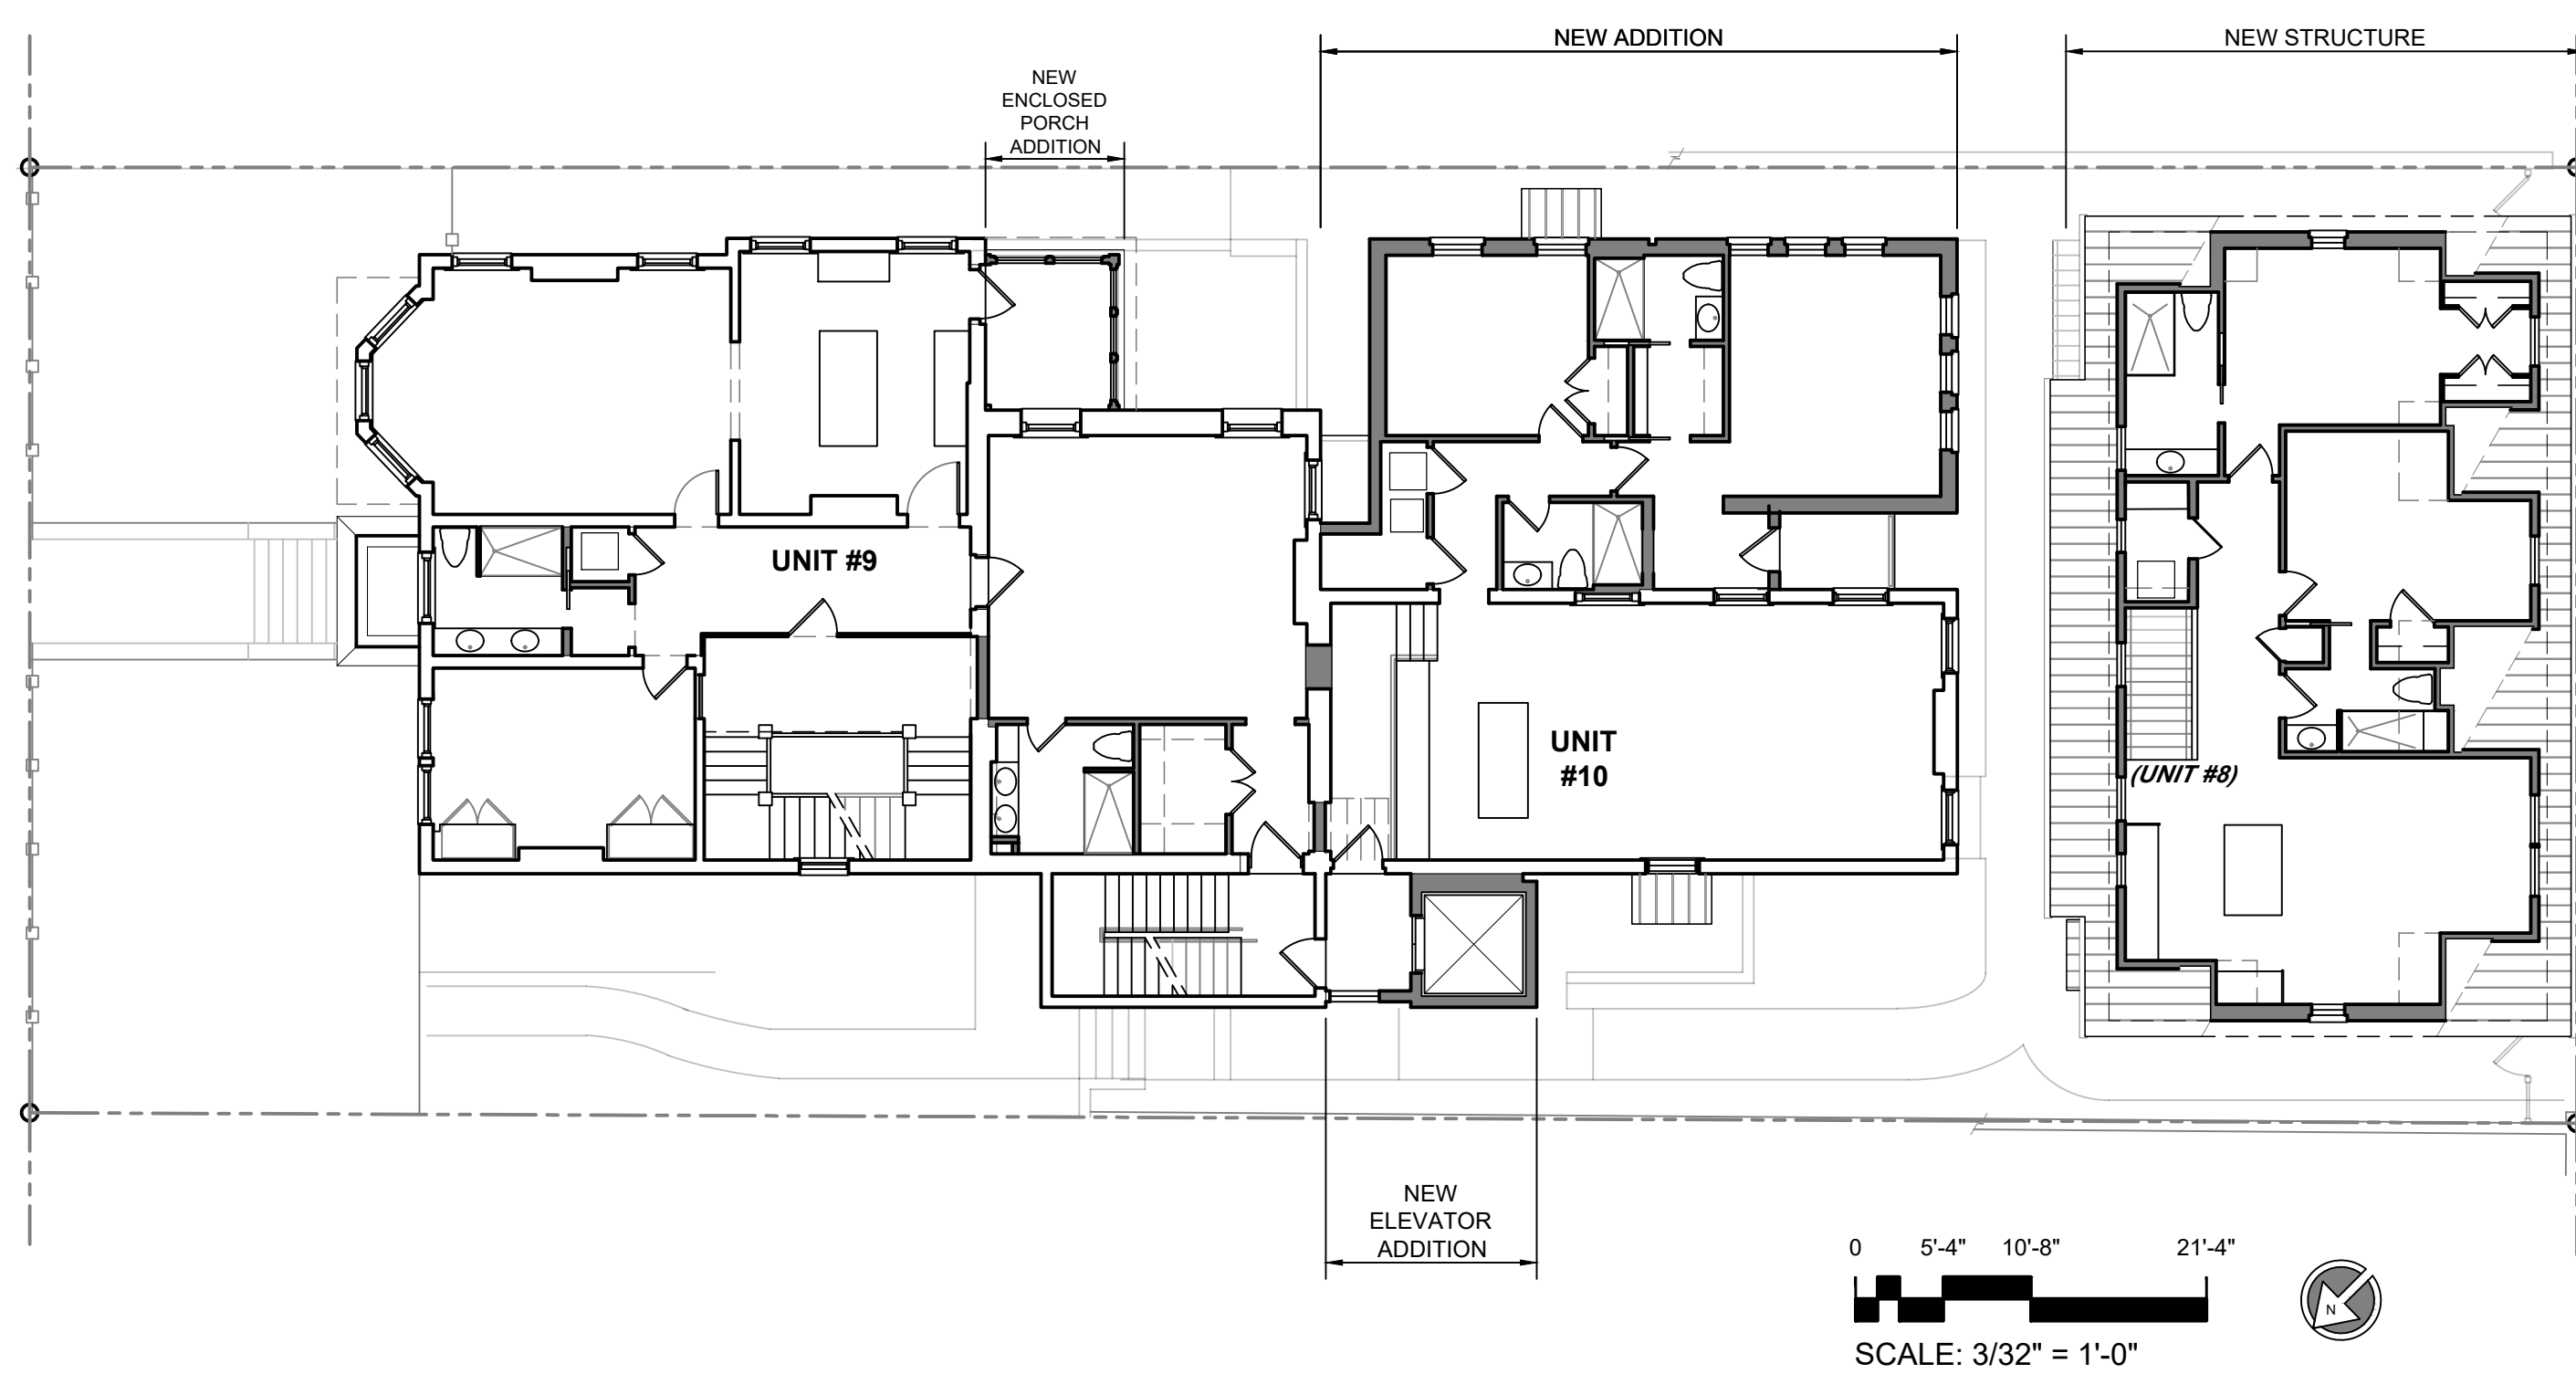 NEW ADDITION
NEW STRUCTURE
NEW
ENCLOSED
PORCH
ADDITION
UNIT #9
UNIT
#10
(UNIT #8)
NEW
ELEVATOR
ADDITION
0 5'-4" 10'-8" 21'-4"
N
SCALE: 3/32" = 1'-0"